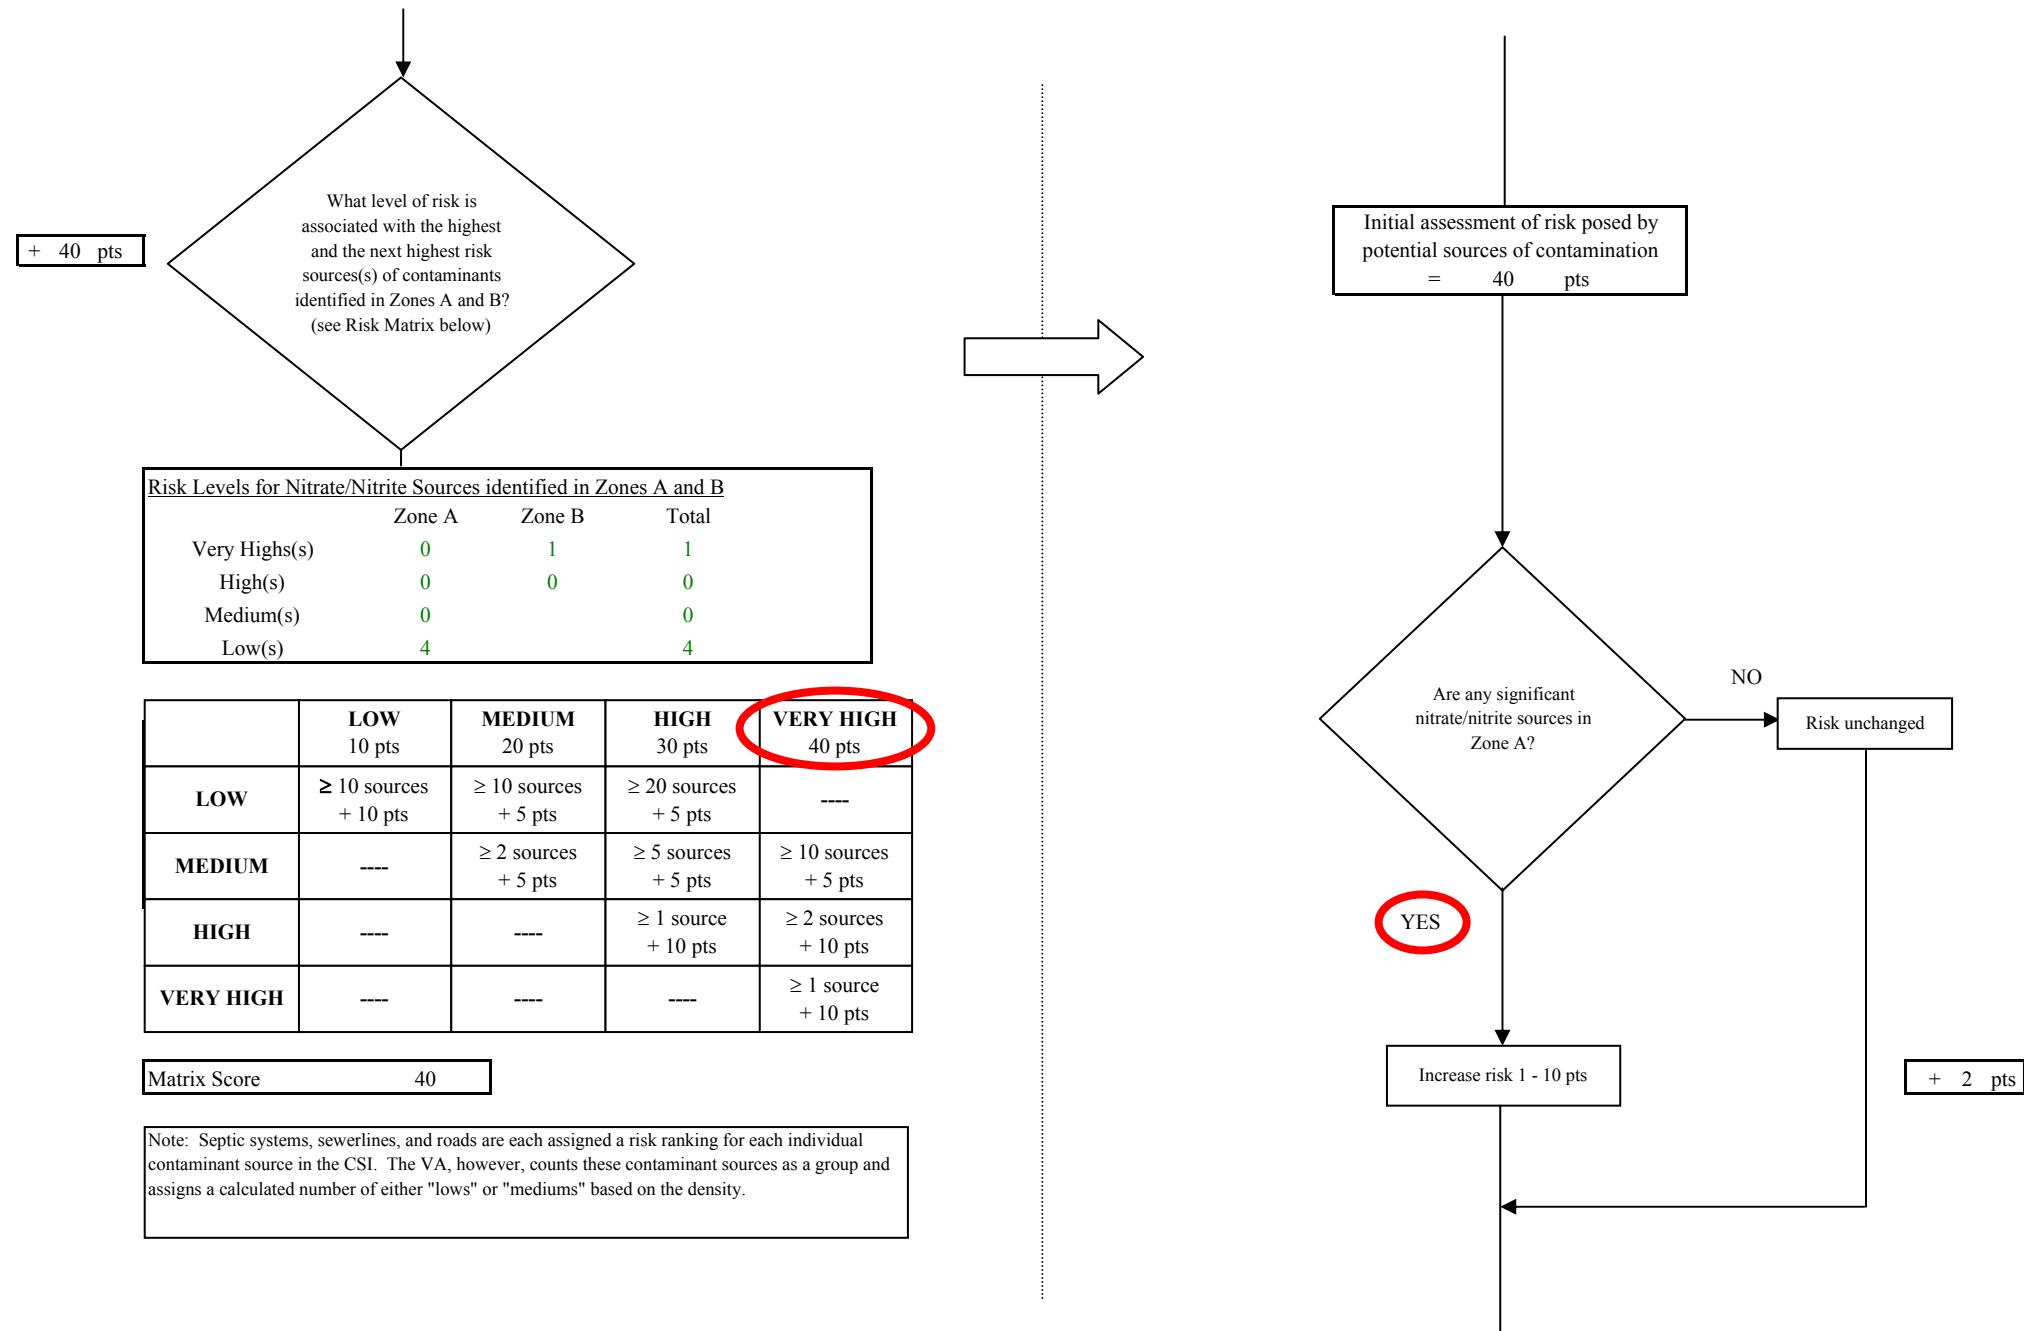 What level of risk is
associated with the highest
and the next highest risk
sources(s) of contaminants
identified in Zones A and B?
(see Risk Matrix below)
+ 40 pts
Risk Levels for Nitrate/Nitrite Sources identified in Zones A and B
Zone A Zone B Total
Very Highs(s) 0 1 1
High(s) 0 0 0
Medium(s) 0 0
Low(s) 4 4
LOW MEDIUM HIGH VERY HIGH
10 pts 20 pts 30 pts 40 pts
LOW ≥ 10 sources ≥ 10 sources ≥ 20 sources ----
+ 10 pts + 5 pts + 5 pts
MEDIUM ---- ≥ 2 sources ≥ 5 sources ≥ 10 sources
+ 5 pts + 5 pts + 5 pts
HIGH ---- ---- ≥ 1 source ≥ 2 sources
+ 10 pts + 10 pts
VERY HIGH ---- ---- ---- ≥ 1 source
+ 10 pts
Matrix Score 40
Note: Septic systems, sewerlines, and roads are each assigned a risk ranking for each individual
contaminant source in the CSI. The VA, however, counts these contaminant sources as a group and
assigns a calculated number of either "lows" or "mediums" based on the density.
Initial assessment of risk posed by
potential sources of contamination
= 40 pts
Are any significant
nitrate/nitrite sources in
Zone A?
NO
Risk unchanged
YES
Increase risk 1 - 10 pts
+ 2 pts